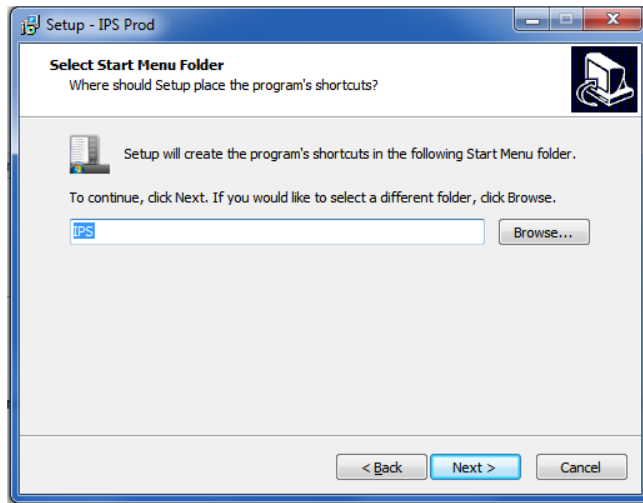 Setup - IPS Prod
Select Start Menu Folder
Where should Setup place the program's shortcuts?
Setup will create the program's shortcuts in the following Start Menu folder.
To continue, click Next. If you would like to select a different folder, click Browse.
IPS
Browse...
< Back
Next >
Cancel